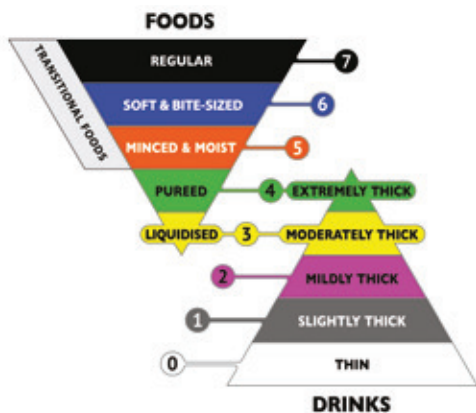 FOODS
TRANSITIONAL FOODS
REGULAR 7
SOFT & BITE-SIZED 6
MINCED & MOIST 5
PUREED 4 EXTREMELY THICK
LIQUIDISED 3 MODERATELY THICK
2 MILDLY THICK
1 SLIGHTLY THICK
0 THIN
DRINKS